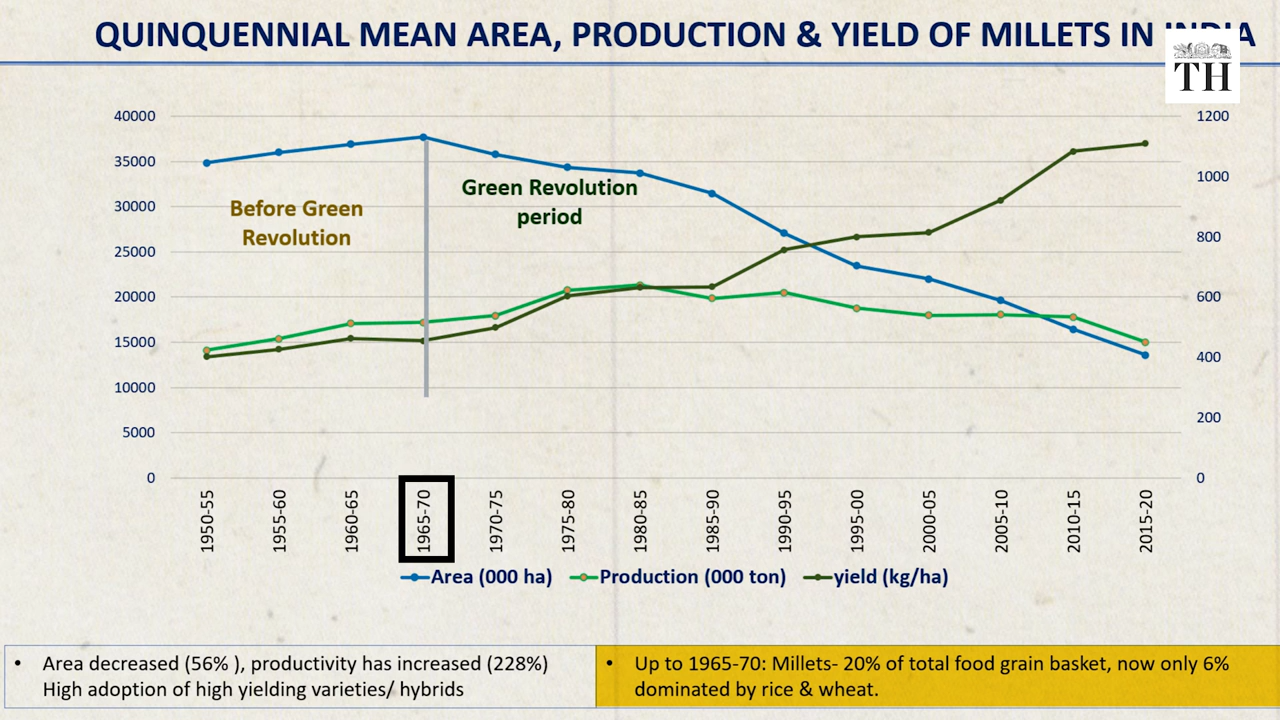 QUINQUENNIAL MEAN AREA, PRODUCTION & YIELD OF MILLETS IN INDIA
TH
40000
35000
30000
25000
20000
15000
10000
5000
0
1200
1000
800
600
400
200
0
Before Green
Revolution
Green Revolution
period
1950-55
1955-60
1960-65
1965-70
1970-75
1975-80
1980-85
1985-90
1990-95
1995-00
2000-05
2005-10
2010-15
2015-20
Area (000 ha) Production (000 ton) yield (kg/ha)
• Area decreased (56% ), productivity has increased (228%)
High adoption of high yielding varieties/ hybrids
• Up to 1965-70: Millets- 20% of total food grain basket, now only 6%
dominated by rice & wheat.